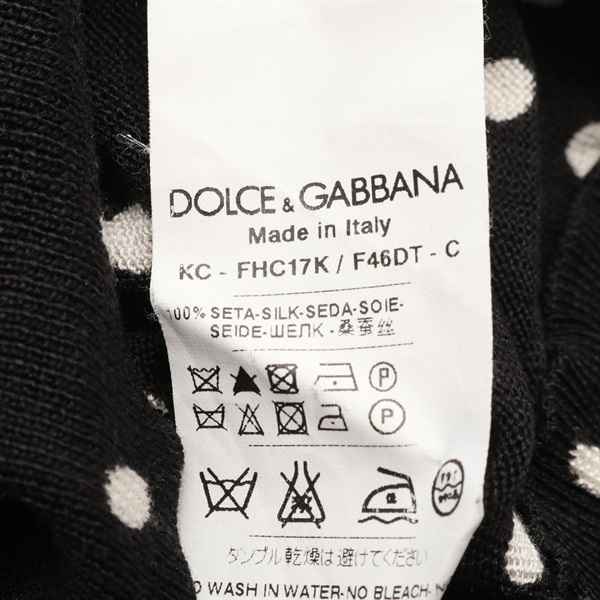 DOLCE & GABBANA
Made in Italy
KC - FHC17K / F46DT - C
100% SETA-SILK-SEDA-SOIE-
SEIDE-ШЕЛК-桑蚕丝
P
P
タンブル乾燥は避けてください
O WASH IN WATER-NO BLEACH-N